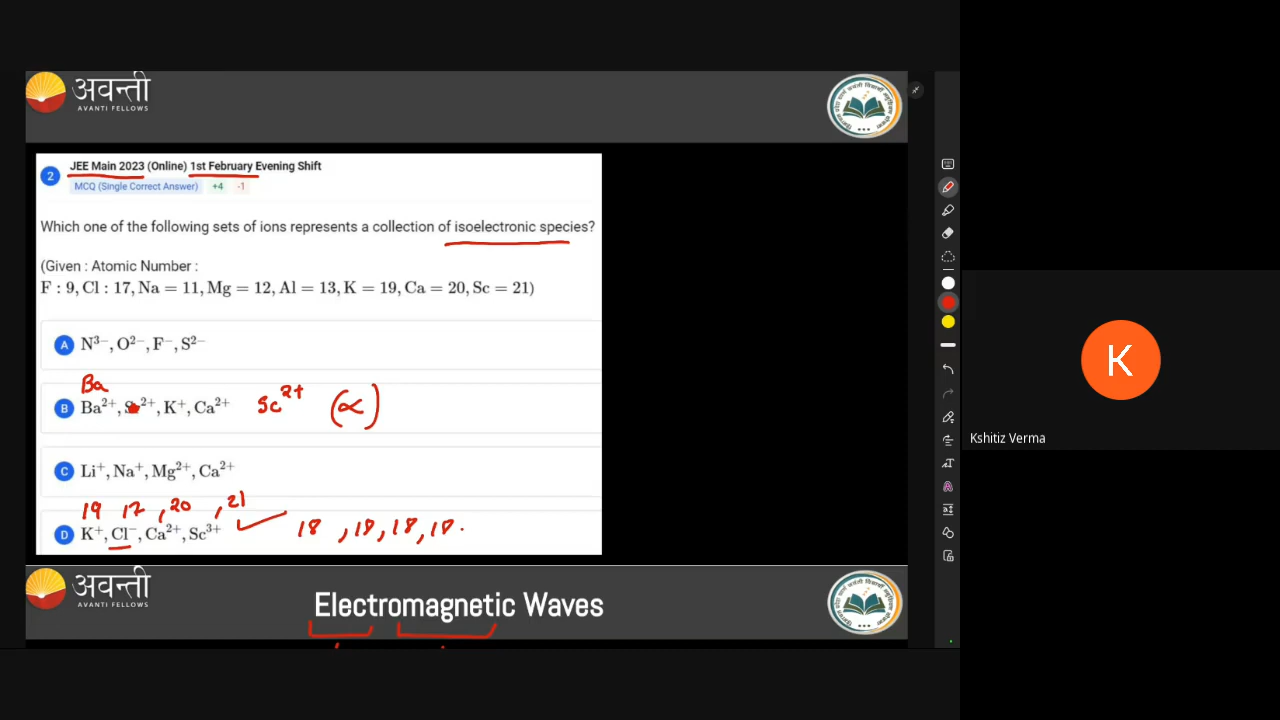 अवन्ती
AVANTI FELLOWS
2 JEE Main 2023 (Online) 1st February Evening Shift
MCQ (Single Correct Answer) +4 -1
Which one of the following sets of ions represents a collection of isoelectronic species?
(Given : Atomic Number :
F : 9, Cl : 17, Na = 11, Mg = 12, Al = 13, K = 19, Ca = 20, Sc = 21)
A N³⁻, O²⁻, F⁻, S²⁻
Ba
B Ba²⁺, S²⁺, K⁺, Ca²⁺ Sc²⁺ (∝)
C Li⁺, Na⁺, Mg²⁺, Ca²⁺
19 17 , 20 , 21
D K⁺, Cl⁻, Ca²⁺, Sc³⁺ 18 , 18, 18, 18.
अवन्ती
AVANTI FELLOWS
Electromagnetic Waves
K
Kshitiz Verma